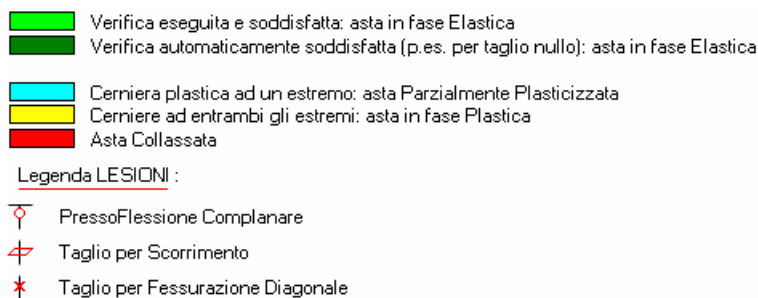 Verifica eseguita e soddisfatta: asta in fase Elastica
Verifica automaticamente soddisfatta (p.es. per taglio nullo): asta in fase Elastica
Cerniera plastica ad un estremo: asta Parzialmente Plasticizzata
Cerniere ad entrambi gli estremi: asta in fase Plastica
Asta Collassata
Legenda LESIONI :
PressoFlessione Complanare
Taglio per Scorrimento
Taglio per Fessurazione Diagonale